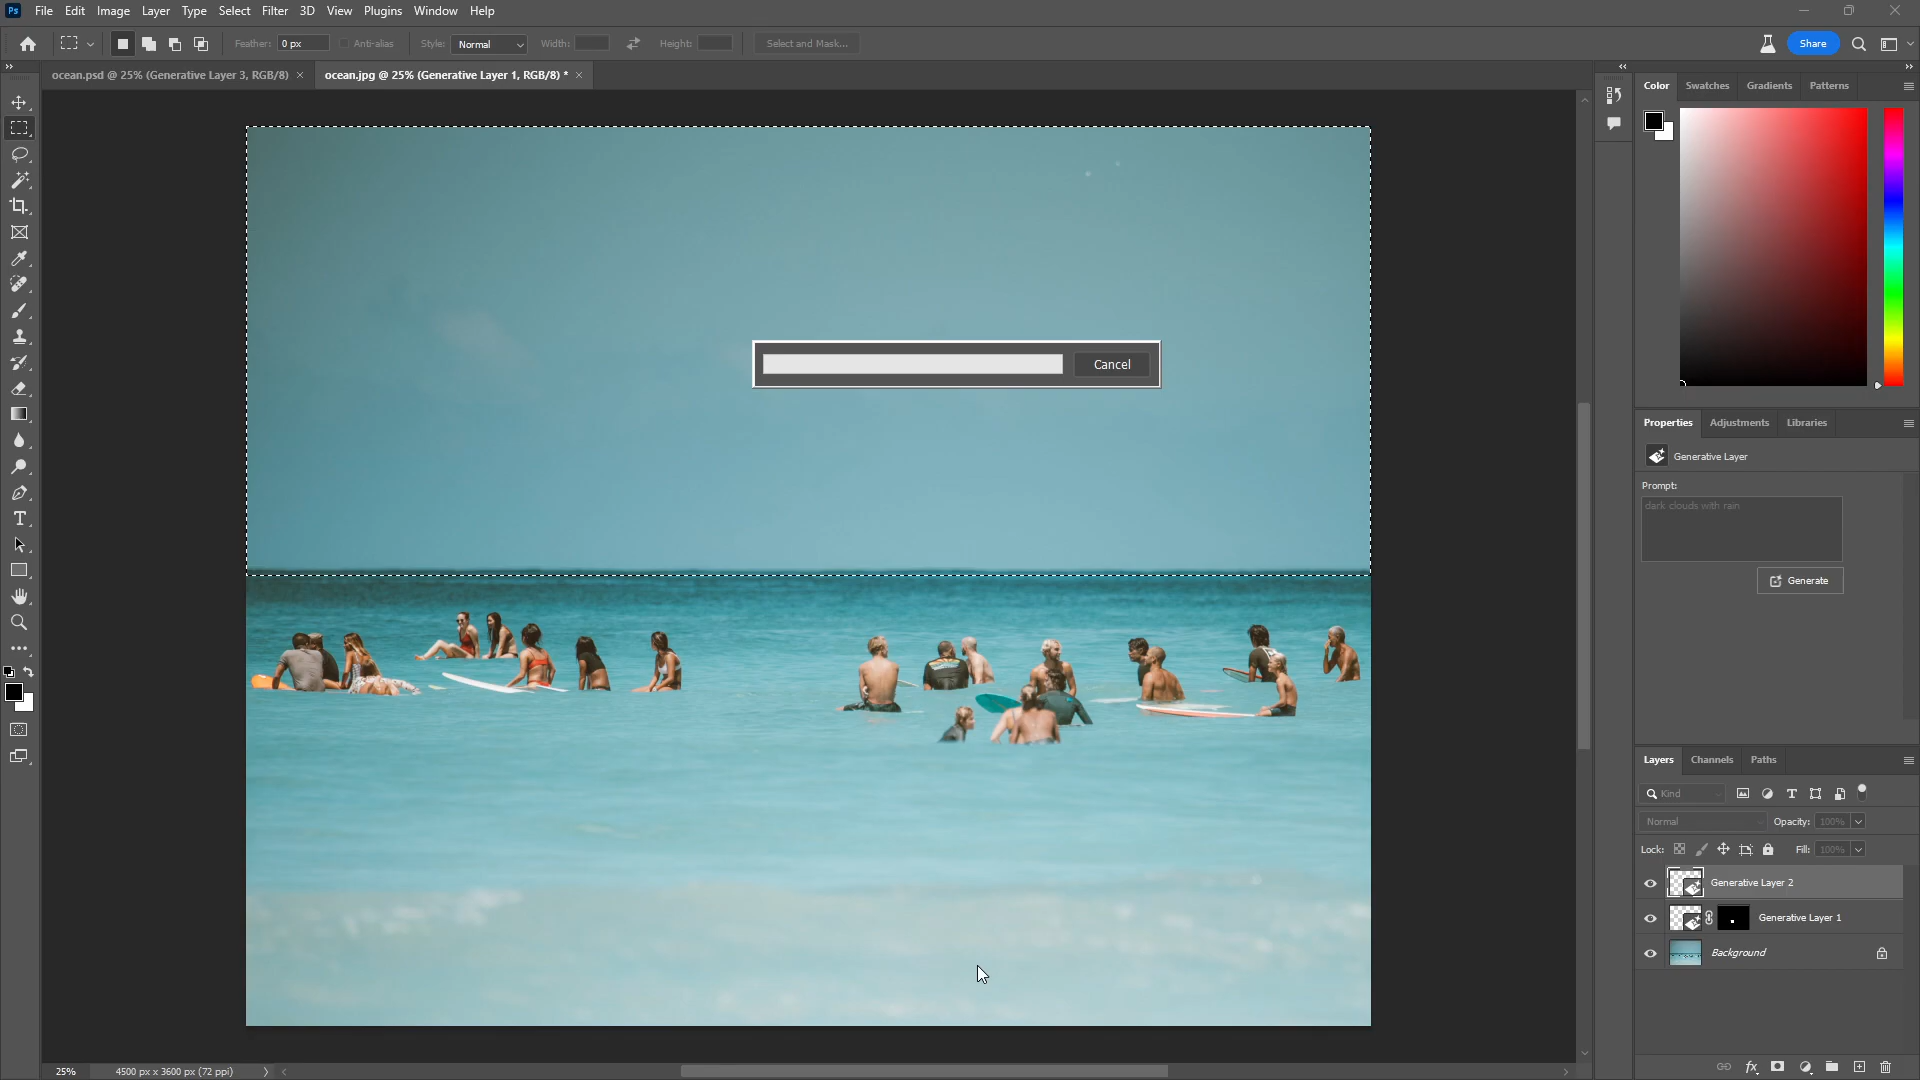 Ps File Edit Image Layer Type Select Filter 3D View Plugins Window Help
Feather: 0 px Anti-alias Style: Normal Width: Height: Select and Mask... Share
ocean.psd @ 25% (Generative Layer 3, RGB/8) × ocean.jpg @ 25% (Generative Layer 1, RGB/8) * ×
Color Swatches Gradients Patterns
Cancel
Properties Adjustments Libraries
Generative Layer
Prompt:
dark clouds with rain
Generate
Layers Channels Paths
Kind
Normal Opacity: 100%
Lock: Fill: 100%
Generative Layer 2
Generative Layer 1
Background
25% 4500 px x 3600 px (72 ppi)